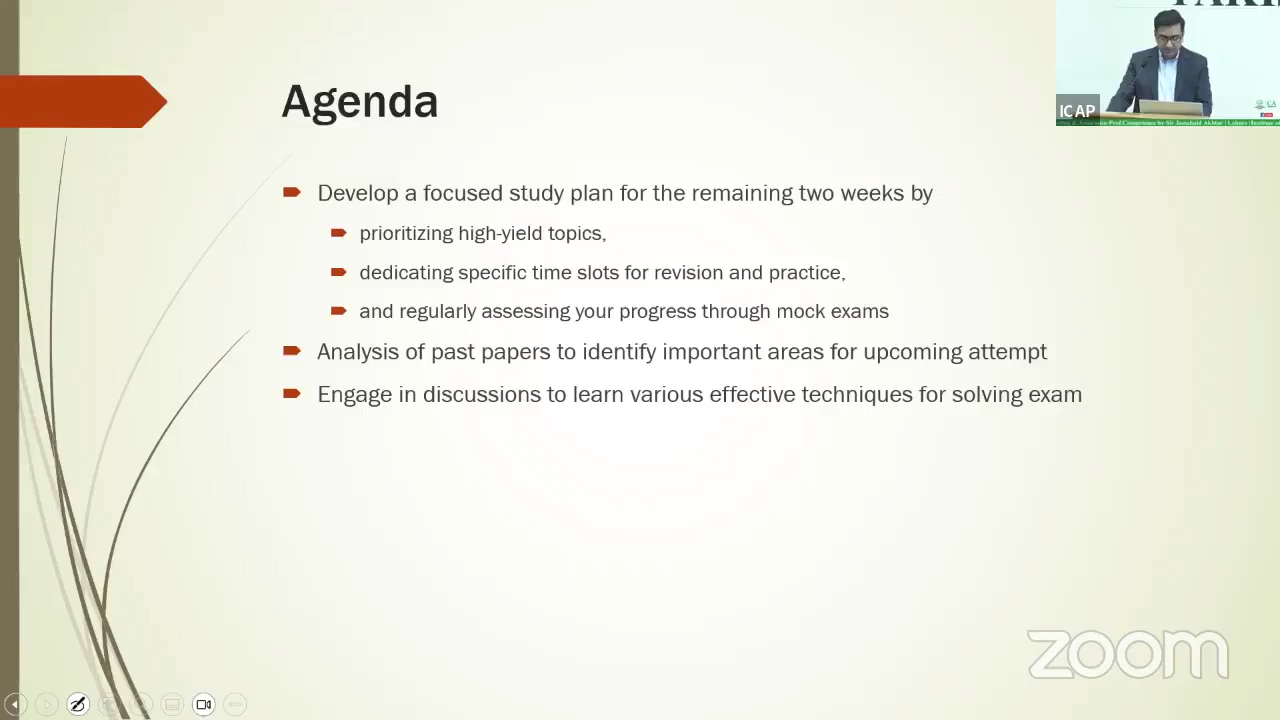 Agenda
Develop a focused study plan for the remaining two weeks by
prioritizing high-yield topics,
dedicating specific time slots for revision and practice,
and regularly assessing your progress through mock exams
Analysis of past papers to identify important areas for upcoming attempt
Engage in discussions to learn various effective techniques for solving exam
ICAP
CA
zoom